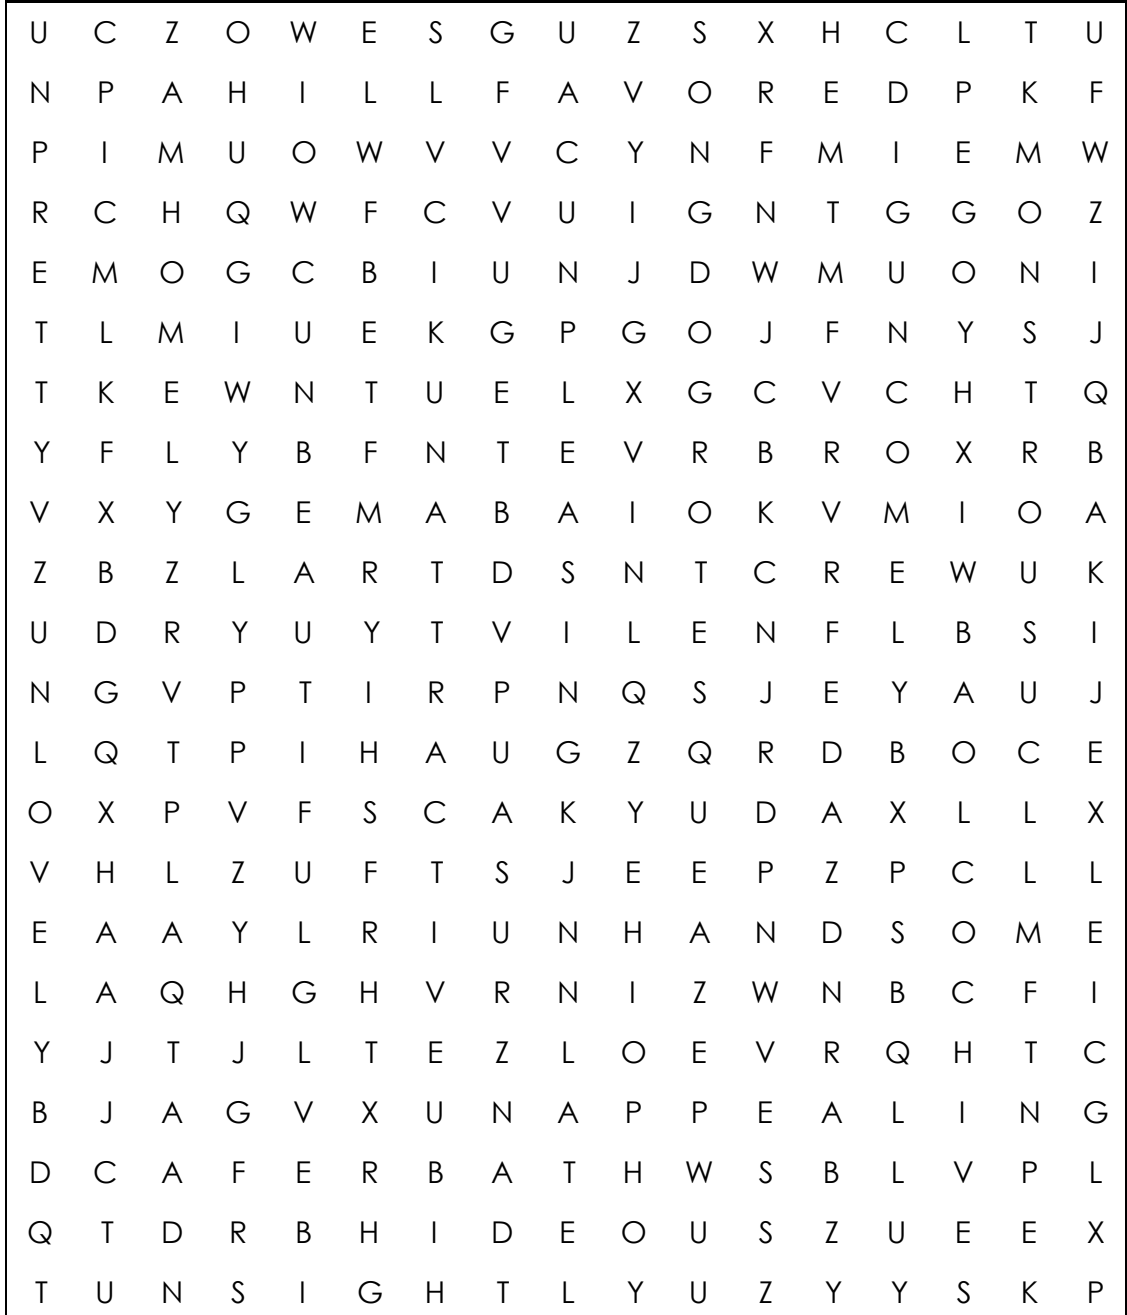 U C Z O W E S G U Z S X H C L T U
N P A H I L L F A V O R E D P K F
P I M U O W V V C Y N F M I E M W
R C H Q W F C V U I G N T G G O Z
E M O G C B I U N J D W M U O N I
T L M I U E K G P G O J F N Y S J
T K E W N T U E L X G C V C H T Q
Y F L Y B F N T E V R B R O X R B
V X Y G E M A B A I O K V M I O A
Z B Z L A R T D S N T C R E W U K
U D R Y U Y T V I L E N F L B S I
N G V P T I R P N Q S J E Y A U J
L Q T P I H A U G Z Q R D B O C E
O X P V F S C A K Y U D A X L L X
V H L Z U F T S J E E P Z P C L L
E A A Y L R I U N H A N D S O M E
L A Q H G H V R N I Z W N B C F I
Y J T J L T E Z L O E V R Q H T C
B J A G V X U N A P P E A L I N G
D C A F E R B A T H W S B L V P L
Q T D R B H I D E O U S Z U E E X
T U N S I G H T L Y U Z Y Y S K P